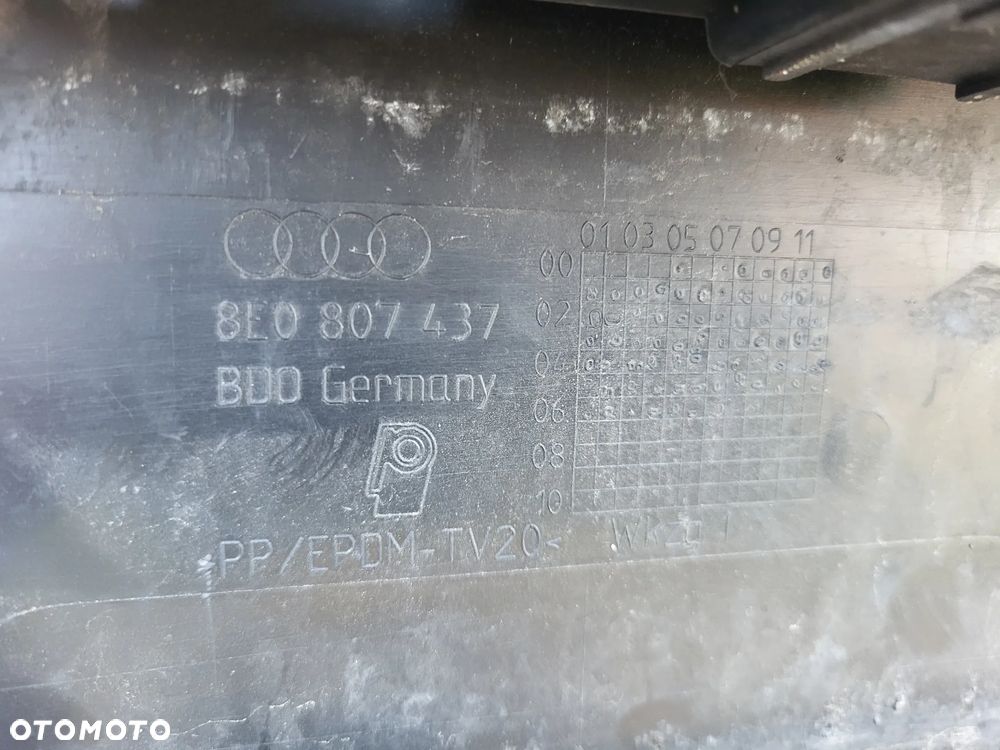 01 03 05 07 09 11
00
02
04
06
08
10
8E0 807 437
BDO Germany
PP/EPDM-TV20<
OTOMOTO